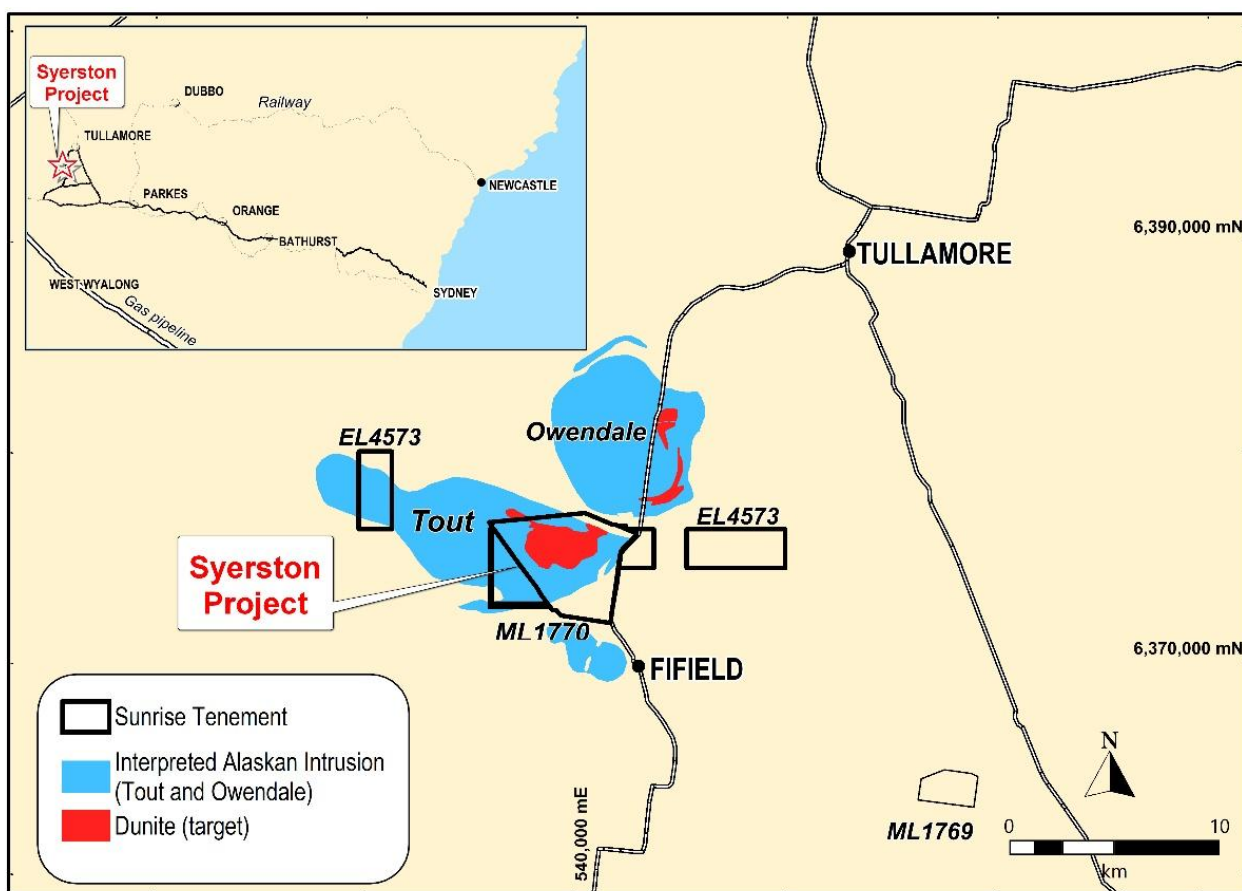 Syerston
Project
DUBBO
Railway
TULLAMORE
NEWCASTLE
PARKES
ORANGE
BATHURST
SYDNEY
WEST WYALONG
Gas pipeline
6,390,000 mN
TULLAMORE
Owendale
EL4573
Tout
EL4573
Syerston
Project
ML1770
6,370,000 mN
FIFIELD
Sunrise Tenement
Interpreted Alaskan Intrusion
(Tout and Owendale)
Dunite (target)
540,000 mE
N
ML1769
0 10
km